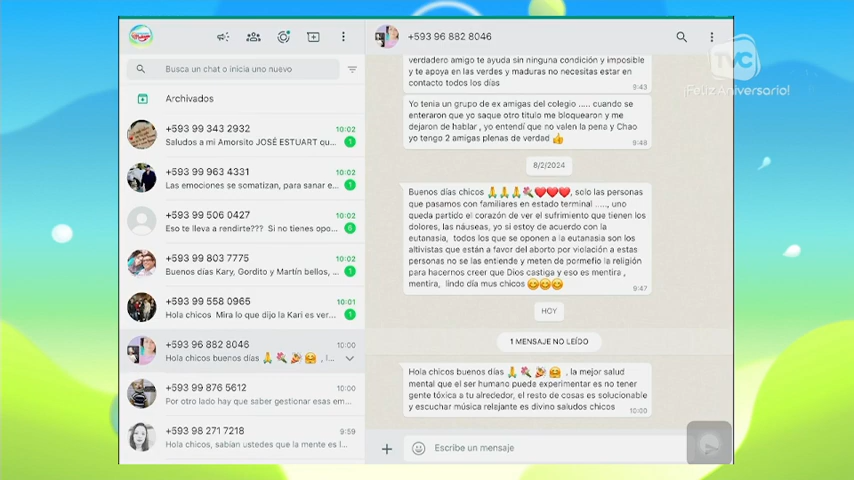 +593 96 882 8046
TVC
¡Feliz Aniversario!
Busca un chat o inicia uno nuevo
Archivados
+593 99 343 2932
10:02
Saludos a mi Amorsito JOSÉ ESTUART qu...
1
+593 99 963 4331
10:02
Las emociones se somatizan, para sanar e...
1
+593 99 506 0427
10:02
Eso te lleva a rendirte??? Si no tienes opo...
6
+593 99 803 7775
10:02
Buenos días Kary, Gordito y Martín bellos, ...
1
+593 99 558 0965
10:01
Hola chicos Mira lo que dijo la Kari es ver...
1
+593 96 882 8046
10:00
Hola chicos buenos días 🙏 🌷 🎉 🤗 , l...
+593 99 876 5612
10:00
Por otro lado hay que saber gestionar esas em...
+593 98 271 7218
9:59
Hola chicos, sabían ustedes que la mente es l...
verdadero amigo te ayuda sin ninguna condición y imposible
y te apoya en las verdes y maduras no necesitas estar en
contacto todos los días
9:43
Yo tenia un grupo de ex amigas del colegio ..... cuando se
enteraron que yo saque otro titulo me bloquearon y me
dejaron de hablar , yo entendí que no valen la pena y Chao
yo tengo 2 amigas plenas de verdad 👍
9:48
8/2/2024
Buenos días chicos 🙏🙏🙏🌷❤️❤️❤️, solo las personas
que pasamos con familiares en estado terminal ....., uno
queda partido el corazón de ver el sufrimiento que tienen los
dolores, las náuseas, yo si estoy de acuerdo con la
eutanasia, todos los que se oponen a la eutanasia son los
altivistas que están a favor del aborto por violación a estas
personas no se las entiende y meten de pormefio la religión
para hacernos creer que Dios castiga y eso es mentira ,
mentira, lindo día mus chicos 😋😋😋
9:47
HOY
1 MENSAJE NO LEÍDO
Hola chicos buenos días 🙏 🌷 🎉 🤗 , la mejor salud
mental que el ser humano puede experimentar es no tener
gente tóxica a tu alrededor, el resto de cosas es solucionable
y escuchar música relajante es divino saludos chicos
10:00
Escribe un mensaje